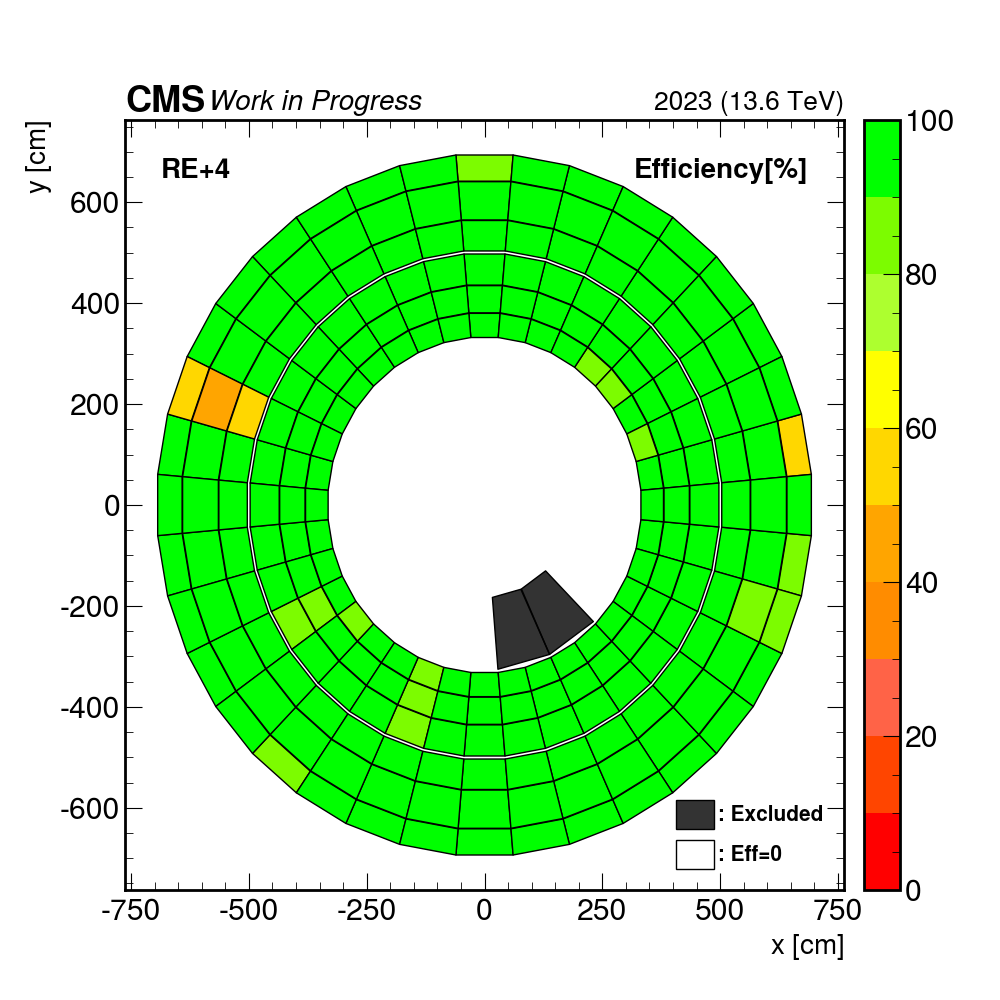 CMS Work in Progress 2023 (13.6 TeV)
y [cm]
RE+4 Efficiency[%]
600
400
200
0
-200
-400
-600
-750 -500 -250 0 250 500 750
x [cm]
100
80
60
40
20
0
: Excluded
: Eff=0